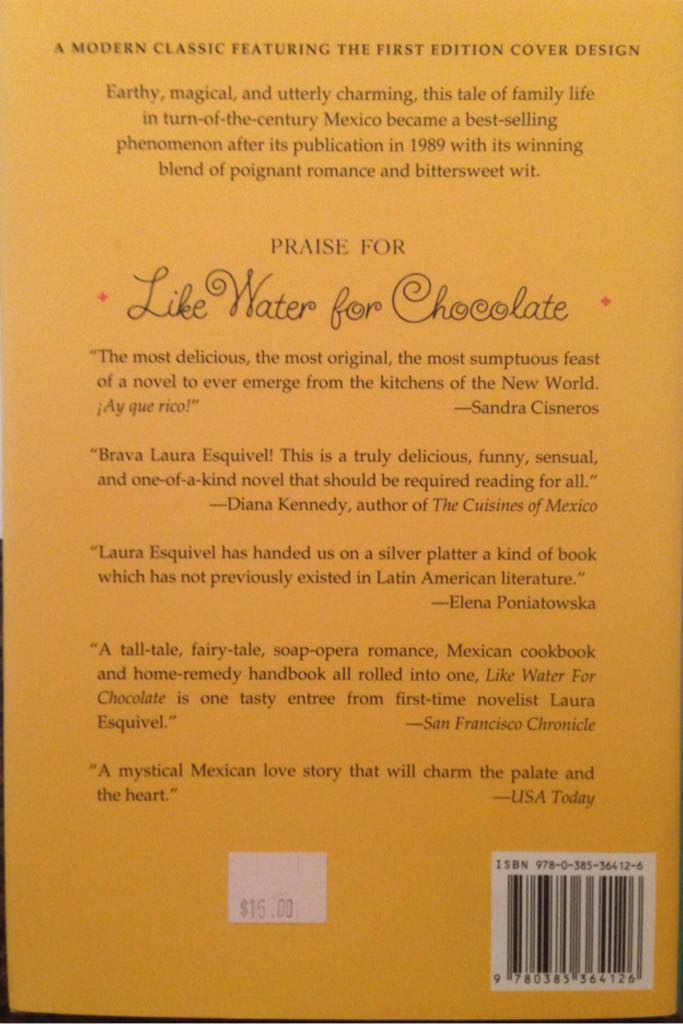 A MODERN CLASSIC FEATURING THE FIRST EDITION COVER DESIGN
Earthy, magical, and utterly charming, this tale of family life
in turn-of-the-century Mexico became a best-selling
phenomenon after its publication in 1989 with its winning
blend of poignant romance and bittersweet wit.
PRAISE FOR
Like Water for Chocolate
“The most delicious, the most original, the most sumptuous feast
of a novel to ever emerge from the kitchens of the New World.
¡Ay que rico!” —Sandra Cisneros
“Brava Laura Esquivel! This is a truly delicious, funny, sensual,
and one-of-a-kind novel that should be required reading for all.”
—Diana Kennedy, author of The Cuisines of Mexico
“Laura Esquivel has handed us on a silver platter a kind of book
which has not previously existed in Latin American literature.”
—Elena Poniatowska
“A tall-tale, fairy-tale, soap-opera romance, Mexican cookbook
and home-remedy handbook all rolled into one, Like Water For
Chocolate is one tasty entree from first-time novelist Laura
Esquivel.” —San Francisco Chronicle
“A mystical Mexican love story that will charm the palate and
the heart.” —USA Today
$15.00
ISBN 978-0-385-36412-6
9 780385 364126